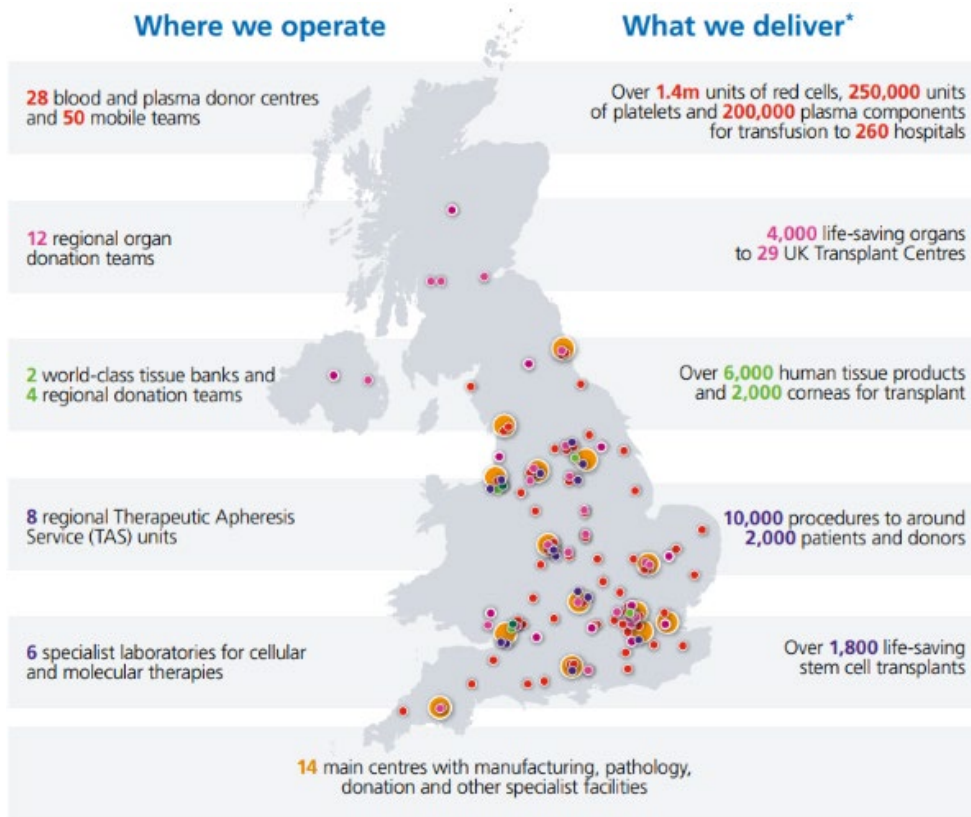 Where we operate
What we deliver*
28 blood and plasma donor centres
and 50 mobile teams
Over 1.4m units of red cells, 250,000 units
of platelets and 200,000 plasma components
for transfusion to 260 hospitals
12 regional organ
donation teams
4,000 life-saving organs
to 29 UK Transplant Centres
2 world-class tissue banks and
4 regional donation teams
Over 6,000 human tissue products
and 2,000 corneas for transplant
8 regional Therapeutic Apheresis
Service (TAS) units
10,000 procedures to around
2,000 patients and donors
6 specialist laboratories for cellular
and molecular therapies
Over 1,800 life-saving
stem cell transplants
14 main centres with manufacturing, pathology,
donation and other specialist facilities